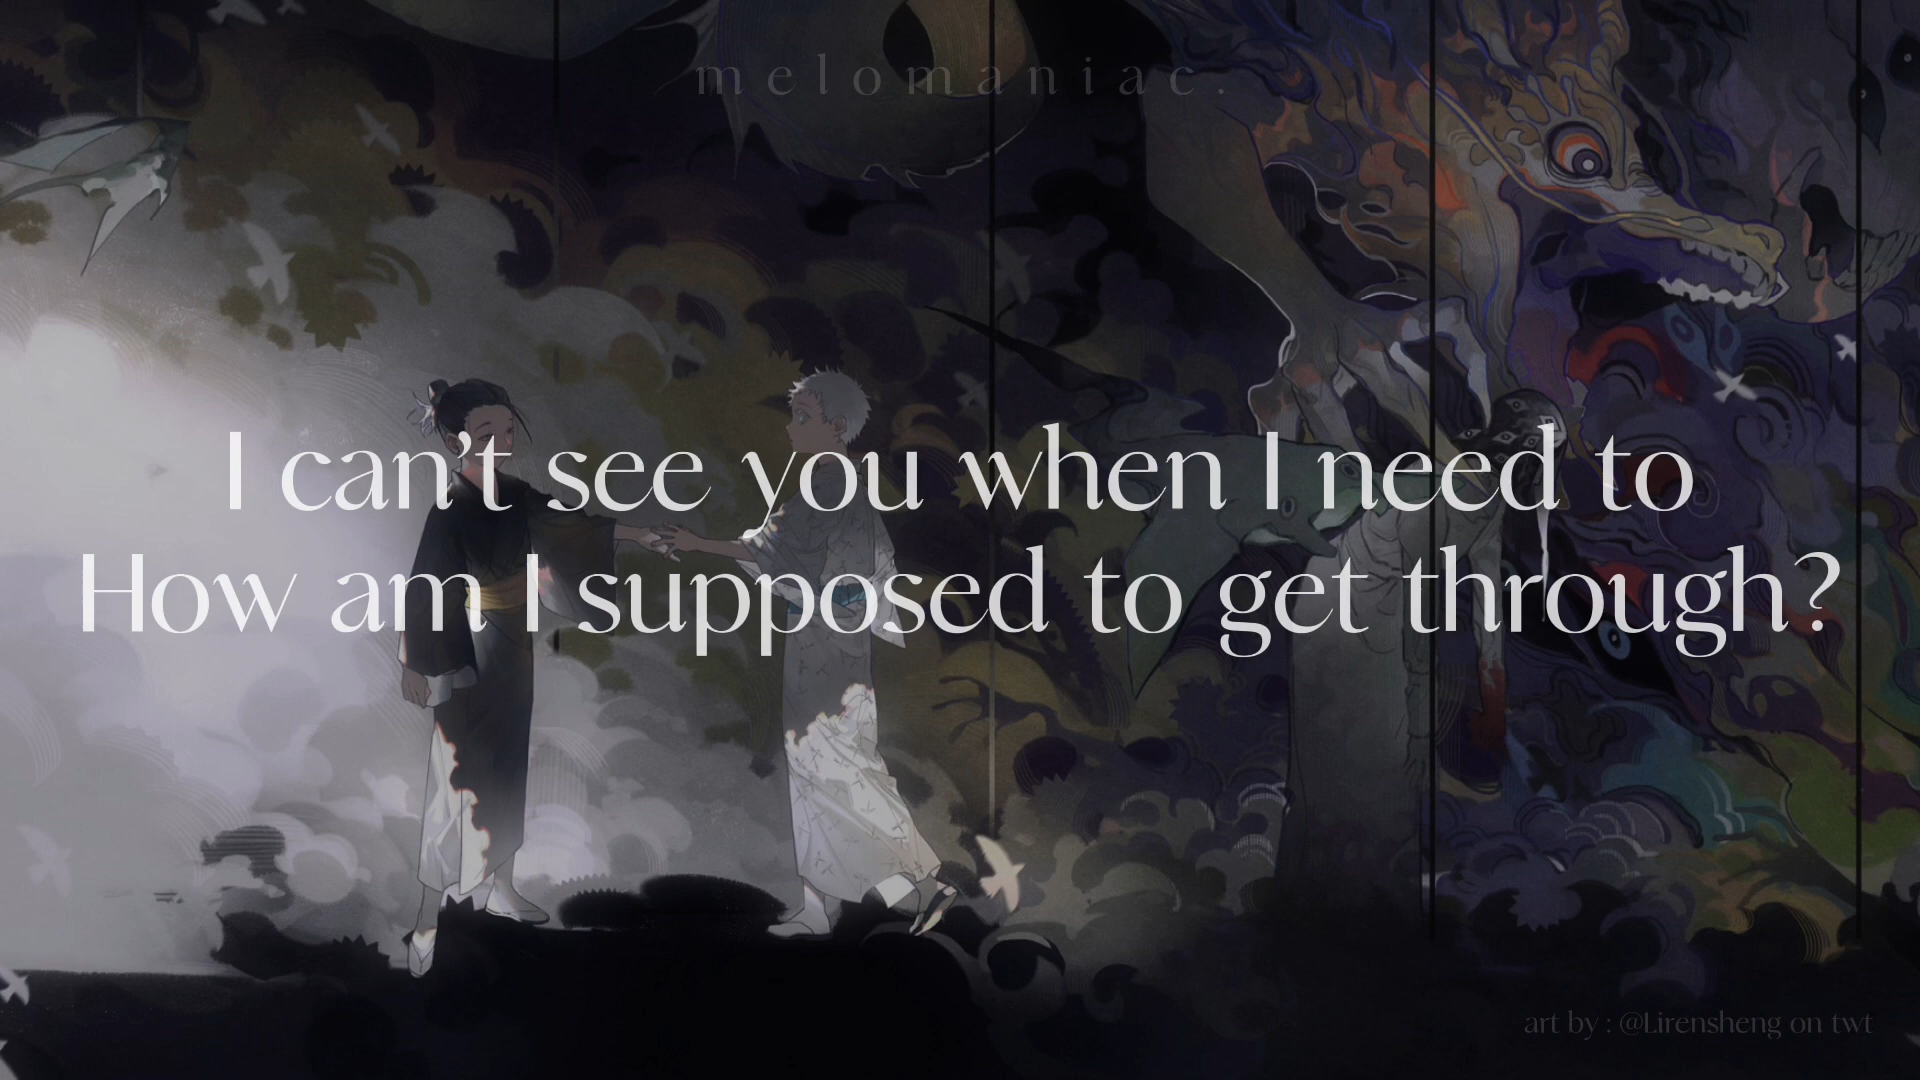 melomaniac.
I can’t see you when I need to
How am I supposed to get through?
art by : @Lirensheng on twt